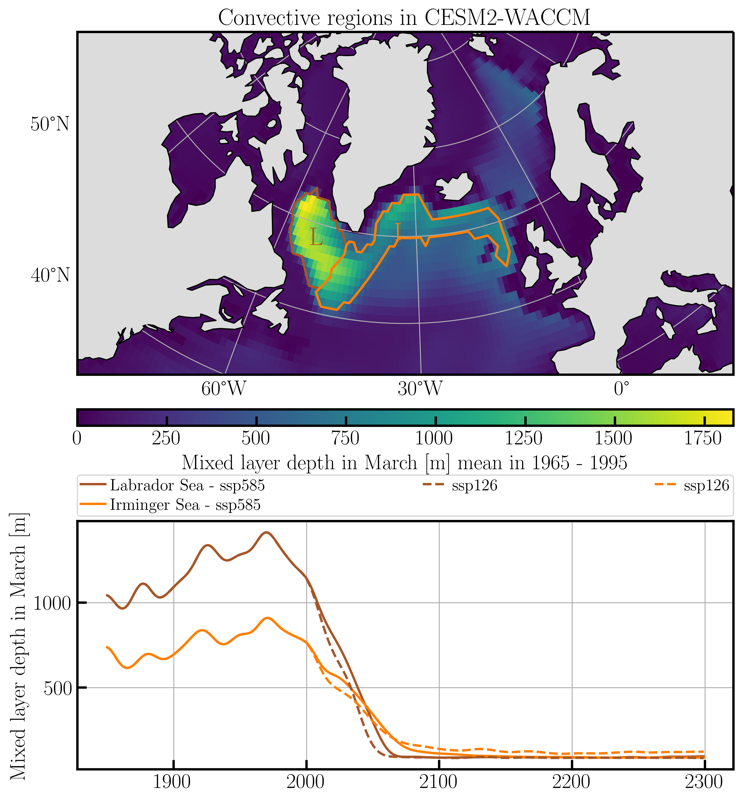 Convective regions in CESM2-WACCM
50°N
40°N
L
I
60°W 30°W 0°
0 250 500 750 1000 1250 1500 1750
Mixed layer depth in March [m] mean in 1965 - 1995
Labrador Sea - ssp585 ssp126 ssp126
Irminger Sea - ssp585
Mixed layer depth in March [m]
1000
500
1900 2000 2100 2200 2300